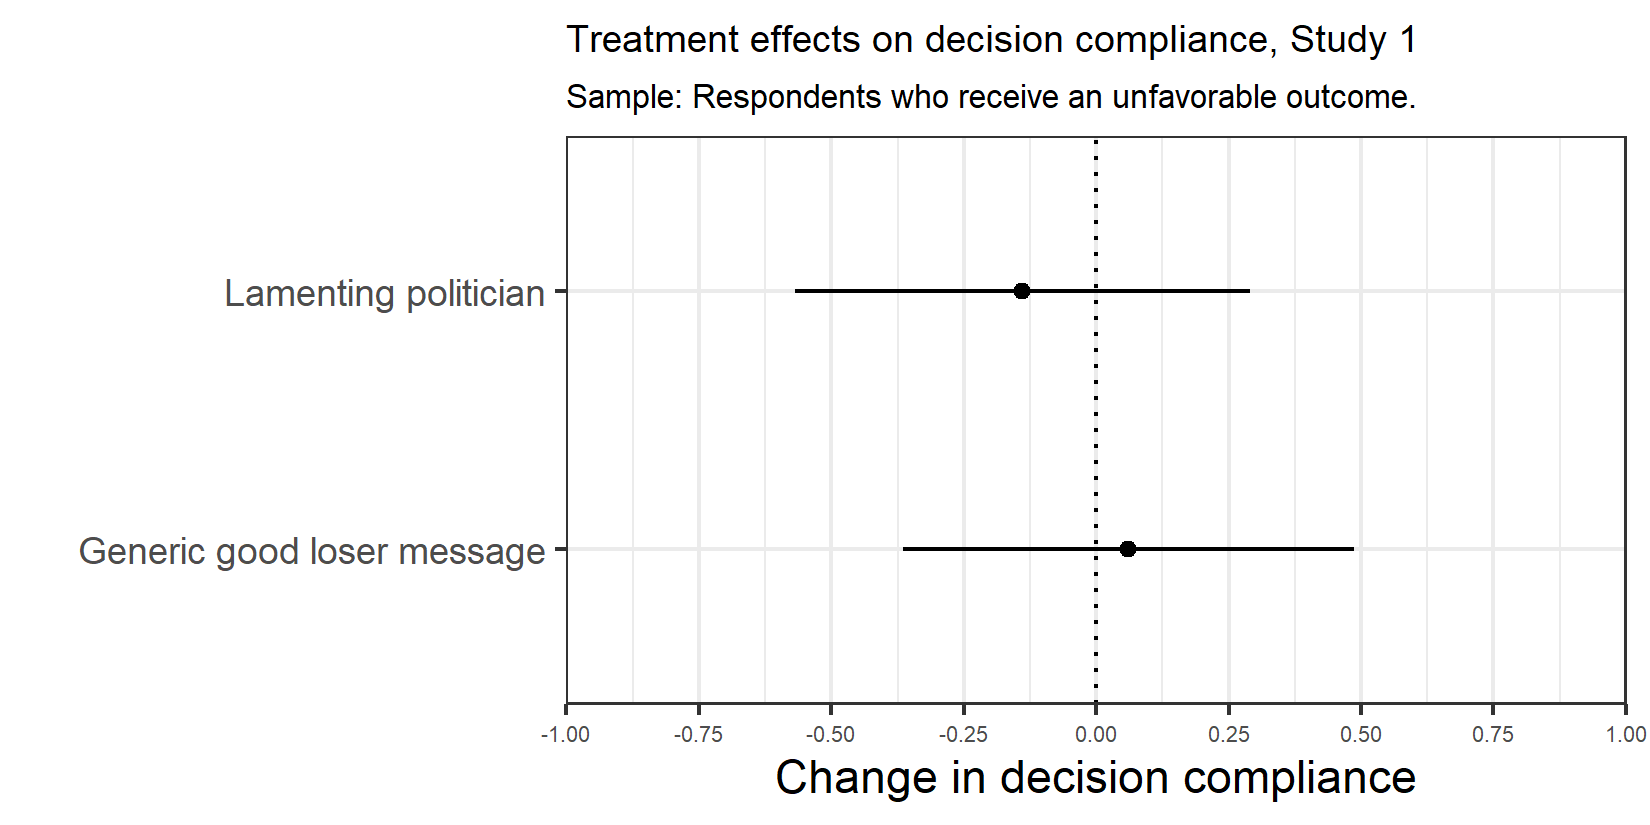 Treatment effects on decision compliance, Study 1
Sample: Respondents who receive an unfavorable outcome.
Lamenting politician
Generic good loser message
-1.00 -0.75 -0.50 -0.25 0.00 0.25 0.50 0.75 1.00
Change in decision compliance